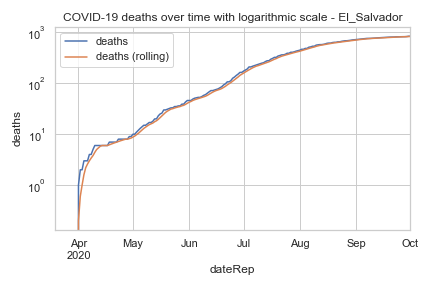 COVID-19 deaths over time with logarithmic scale - El_Salvador
deaths
deaths (rolling)
10³
10²
10¹
10⁰
deaths
Apr
2020
May
Jun
Jul
Aug
Sep
Oct
dateRep